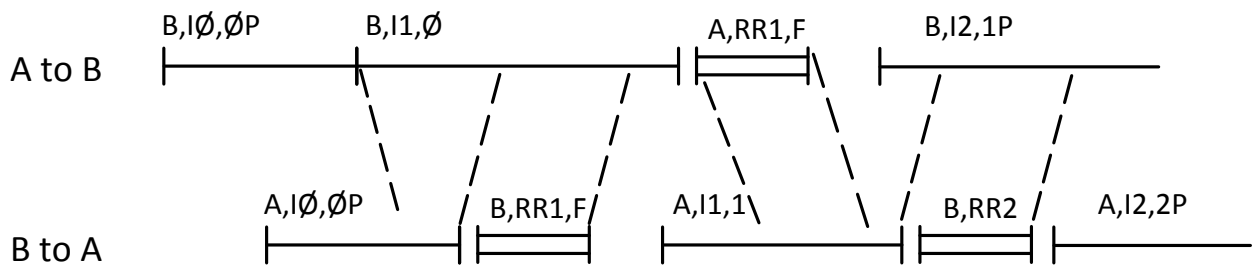 B,IØ,ØP B,I1,Ø A,RR1,F B,I2,1P
A to B
A,IØ,ØP B,RR1,F A,I1,1 B,RR2 A,I2,2P
B to A